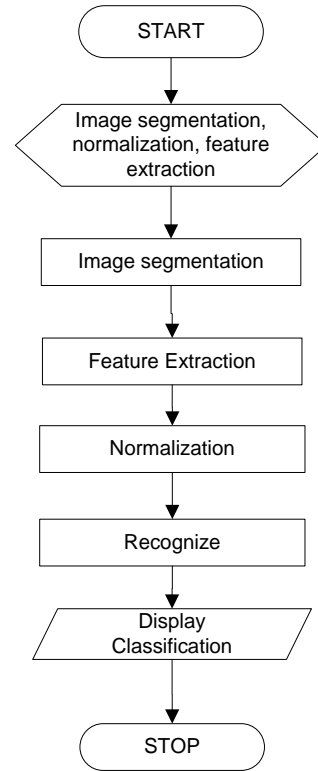 START
Image segmentation,
normalization, feature
extraction
Image segmentation
Feature Extraction
Normalization
Recognize
Display
Classification
STOP